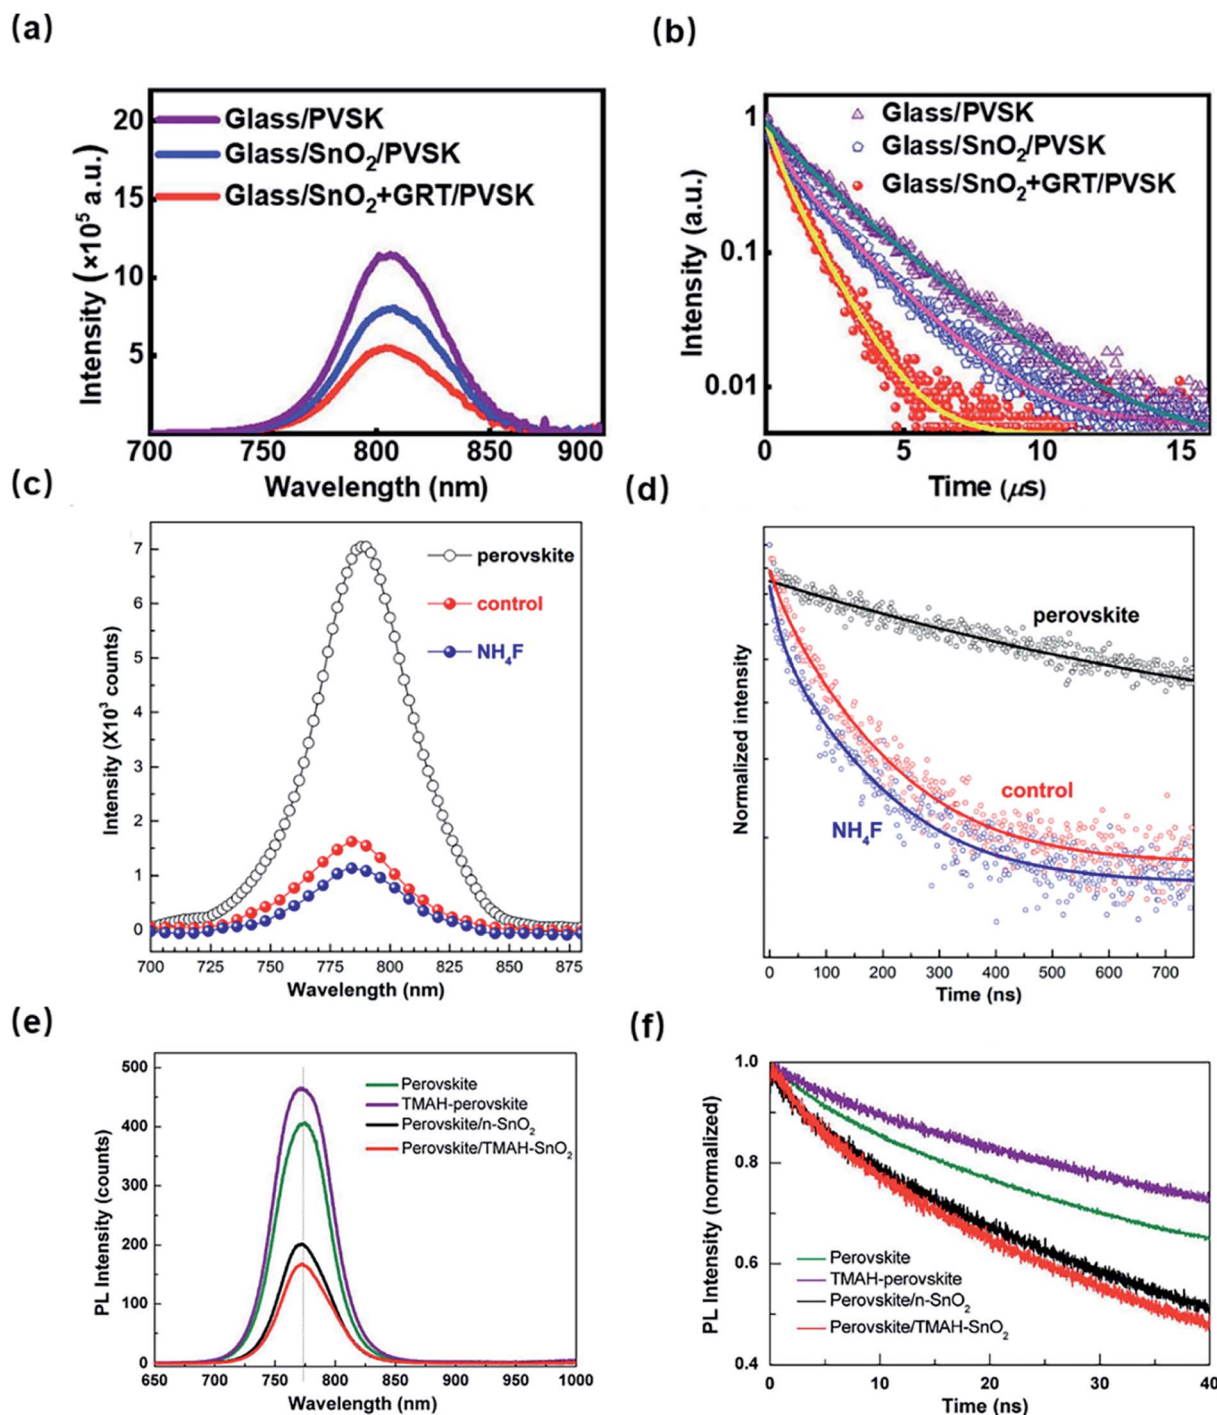 (a)
20
15
10
5
Intensity (×10⁵ a.u.)
Glass/PVSK
Glass/SnO₂/PVSK
Glass/SnO₂+GRT/PVSK
700 750 800 850 900
Wavelength (nm)
(b)
1
0.1
0.01
Intensity (a.u.)
Glass/PVSK
Glass/SnO₂/PVSK
Glass/SnO₂+GRT/PVSK
0 5 10 15
Time (μs)
(c)
7
6
5
4
3
2
1
0
Intensity (X10³ counts)
perovskite
control
NH₄F
700 725 750 775 800 825 850 875
Wavelength (nm)
(d)
Normalized intensity
perovskite
control
NH₄F
0 100 200 300 400 500 600 700
Time (ns)
(e)
500
400
300
200
100
0
PL Intensity (counts)
Perovskite
TMAH-perovskite
Perovskite/n-SnO₂
Perovskite/TMAH-SnO₂
650 700 750 800 850 900 950 1000
Wavelength (nm)
(f)
1.0
0.8
0.6
0.4
PL Intensity (normalized)
Perovskite
TMAH-perovskite
Perovskite/n-SnO₂
Perovskite/TMAH-SnO₂
0 10 20 30 40
Time (ns)